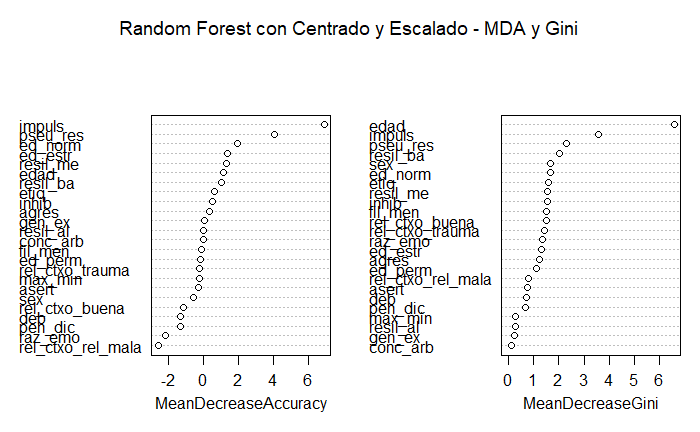 Random Forest con Centrado y Escalado - MDA y Gini
impuls
pseu_res
ed_norm
ed_estr
resil_me
edad
resil_ba
etiq
inhib
agres
gen_ex
resil_al
conc_arb
fil_men
ed_perm
rel_ctxo_trauma
max_min
asert
sex
rel_ctxo_buena
dep
pen_dic
raz_emo
rel_ctxo_rel_mala
-2 0 2 4 6
MeanDecreaseAccuracy
edad
impuls
pseu_res
resil_ba
sex
ed_norm
etiq
resil_me
inhib
fil_men
rel_ctxo_buena
rel_ctxo_trauma
raz_emo
ed_estr
agres
ed_perm
rel_ctxo_rel_mala
asert
dep
pen_dic
max_min
resil_al
gen_ex
conc_arb
0 1 2 3 4 5 6
MeanDecreaseGini